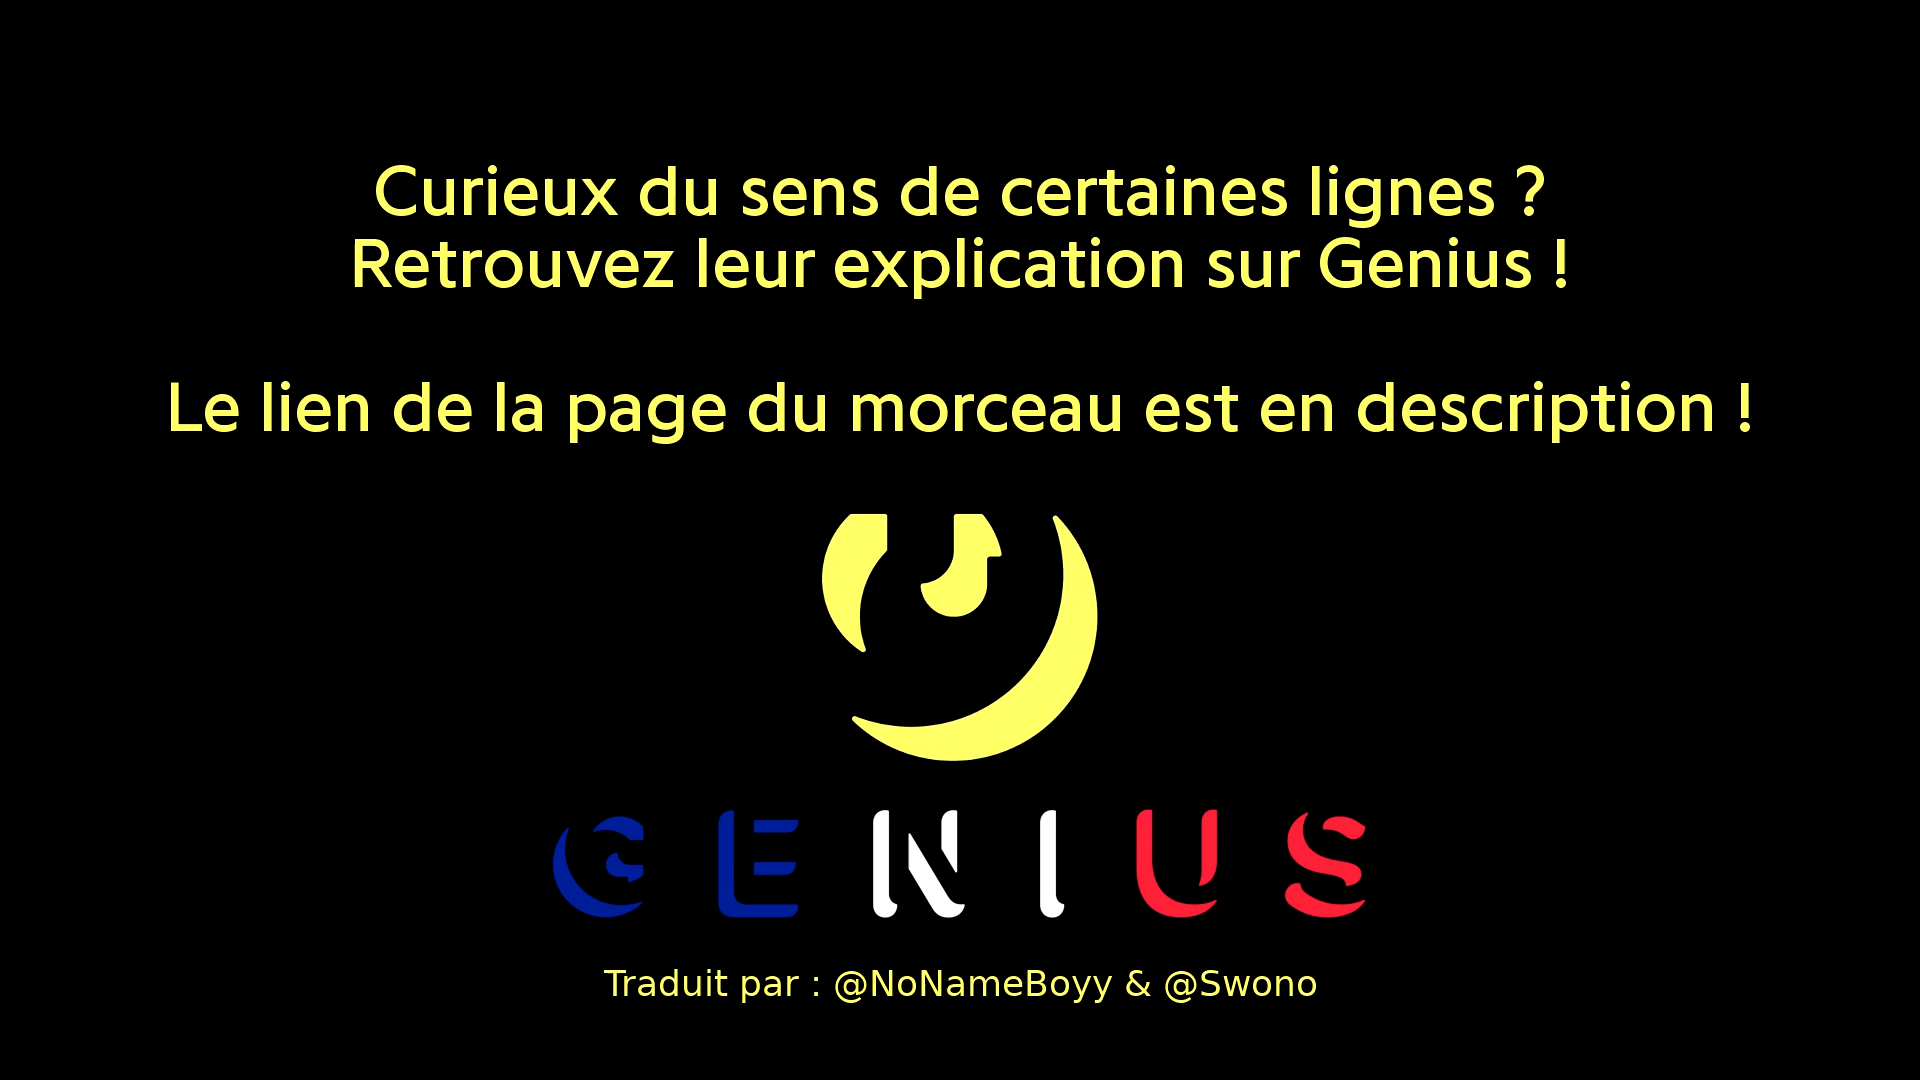 Curieux du sens de certaines lignes ?
Retrouvez leur explication sur Genius !
Le lien de la page du morceau est en description !
GENIUS
Traduit par : @NoNameBoyy & @Swono